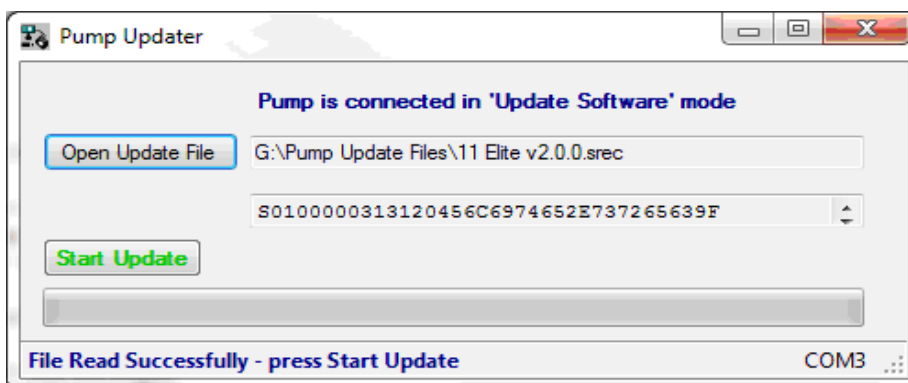 Pump Updater
Pump is connected in 'Update Software' mode
Open Update File
G:\Pump Update Files\11 Elite v2.0.0.srec
S0100000313120456C6974652E737265639F
Start Update
File Read Successfully - press Start Update
COM3